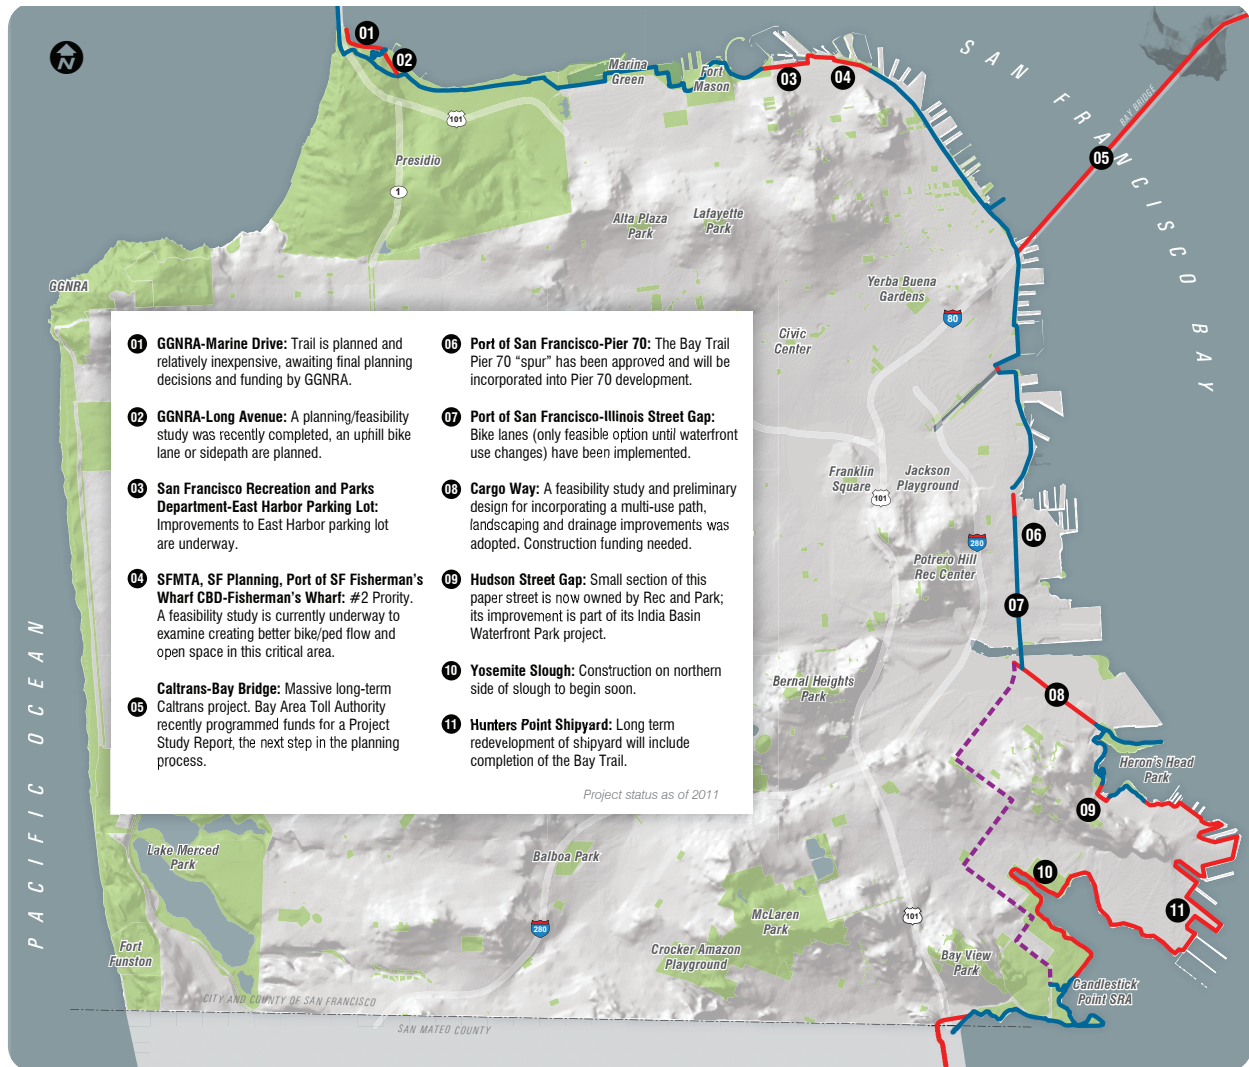 N
01
02
Marina
Green
Fort
Mason
03
04
SAN FRANCISCO BAY
BAY BRIDGE
05
101
Presidio
1
Alta Plaza
Park
Lafayette
Park
GGNRA
Yerba Buena
Gardens
80
Civic
Center
01 GGNRA-Marine Drive: Trail is planned and
relatively inexpensive, awaiting final planning
decisions and funding by GGNRA.
02 GGNRA-Long Avenue: A planning/feasibility
study was recently completed, an uphill bike
lane or sidepath are planned.
03 San Francisco Recreation and Parks
Department-East Harbor Parking Lot:
Improvements to East Harbor parking lot
are underway.
04 SFMTA, SF Planning, Port of SF Fisherman's
Wharf CBD-Fisherman's Wharf: #2 Prority.
A feasibility study is currently underway to
examine creating better bike/ped flow and
open space in this critical area.
Caltrans-Bay Bridge: Massive long-term
05 Caltrans project. Bay Area Toll Authority
recently programmed funds for a Project
Study Report, the next step in the planning
process.
06 Port of San Francisco-Pier 70: The Bay Trail
Pier 70 “spur” has been approved and will be
incorporated into Pier 70 development.
07 Port of San Francisco-Illinois Street Gap:
Bike lanes (only feasible option until waterfront
use changes) have been implemented.
08 Cargo Way: A feasibility study and preliminary
design for incorporating a multi-use path,
landscaping and drainage improvements was
adopted. Construction funding needed.
09 Hudson Street Gap: Small section of this
paper street is now owned by Rec and Park;
its improvement is part of its India Basin
Waterfront Park project.
10 Yosemite Slough: Construction on northern
side of slough to begin soon.
11 Hunters Point Shipyard: Long term
redevelopment of shipyard will include
completion of the Bay Trail.
Project status as of 2011
Franklin
Square
101
Jackson
Playground
280
06
Potrero Hill
Rec Center
07
PACIFIC OCEAN
Bernal Heights
Park
08
Heron's Head
Park
09
Lake Merced
Park
Balboa Park
10
11
101
280
McLaren
Park
Crocker Amazon
Playground
Bay View
Park
Fort
Funston
Candlestick
Point SRA
CITY AND COUNTY OF SAN FRANCISCO
SAN MATEO COUNTY